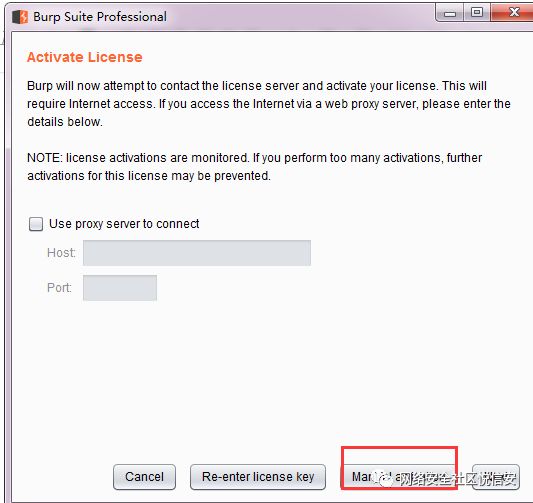 Burp Suite Professional
Activate License
Burp will now attempt to contact the license server and activate your license. This will
require Internet access. If you access the Internet via a web proxy server, please enter the
details below.
NOTE: license activations are monitored. If you perform too many activations, further
activations for this license may be prevented.
Use proxy server to connect
Host:
Port:
Cancel
Re-enter license key
网络安全社区悦信安